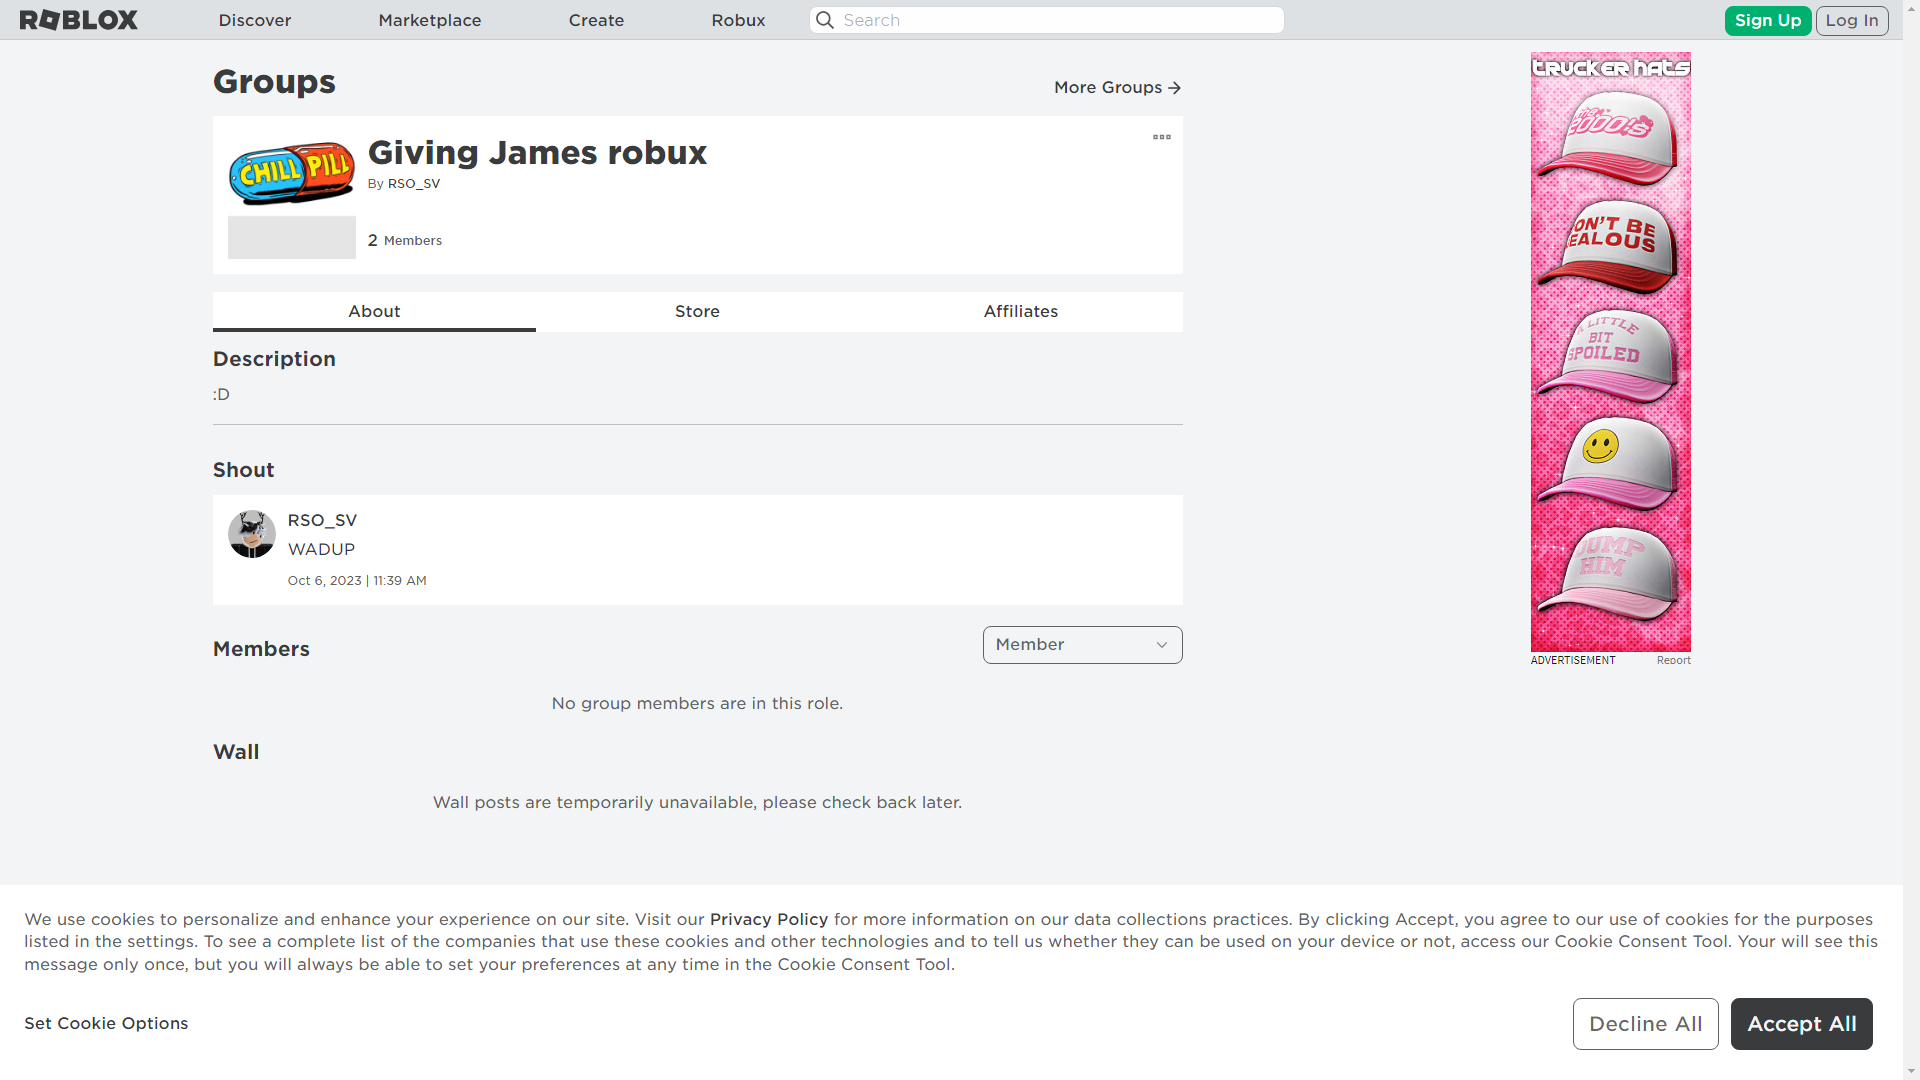 ROBLOX
Discover
Marketplace
Create
Robux
Search
Sign Up
Log In
Groups
More Groups
CHILL PILL
Giving James robux
By RSO_SV
2 Members
About
Store
Affiliates
Description
:D
Shout
RSO_SV
WADUP
Oct 6, 2023 | 11:39 AM
Members
Member
No group members are in this role.
Wall
Wall posts are temporarily unavailable, please check back later.
trucker hats
the
2000's
ON'T BE
EALOUS
A LITTLE
BIT
SPOILED
JUMP
HIM
ADVERTISEMENT
Report
We use cookies to personalize and enhance your experience on our site. Visit our Privacy Policy for more information on our data collections practices. By clicking Accept, you agree to our use of cookies for the purposes
listed in the settings. To see a complete list of the companies that use these cookies and other technologies and to tell us whether they can be used on your device or not, access our Cookie Consent Tool. Your will see this
message only once, but you will always be able to set your preferences at any time in the Cookie Consent Tool.
Set Cookie Options
Decline All
Accept All